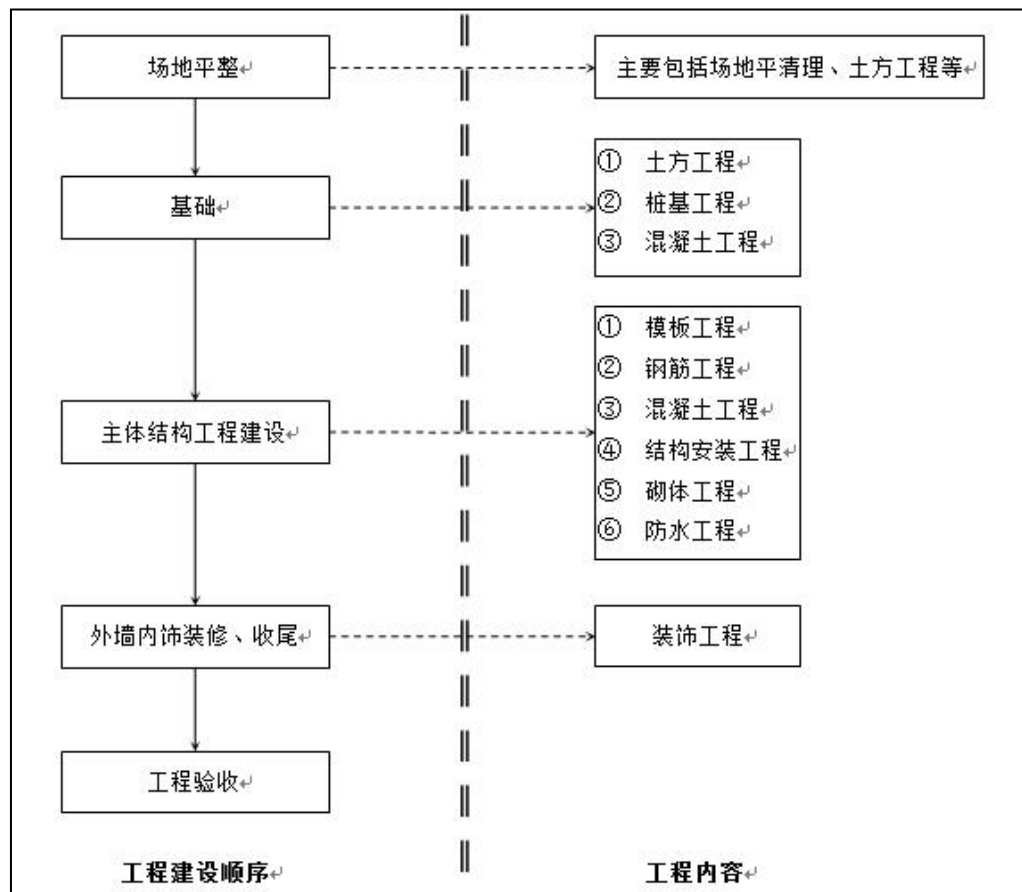 场地平整
主要包括场地平清理、土方工程等
① 土方工程
基础
② 桩基工程
③ 混凝土工程
① 模板工程
② 钢筋工程
③ 混凝土工程
主体结构工程建设
④ 结构安装工程
⑤ 砌体工程
⑥ 防水工程
外墙内饰装修、收尾
装饰工程
工程验收
工程建设顺序
工程内容